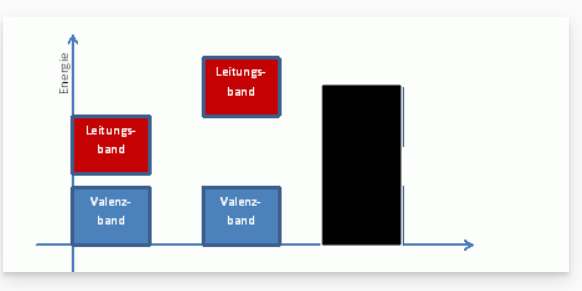 Energie
Leitungs-
band
Leitungs-
band
Valenz-
band
Valenz-
band